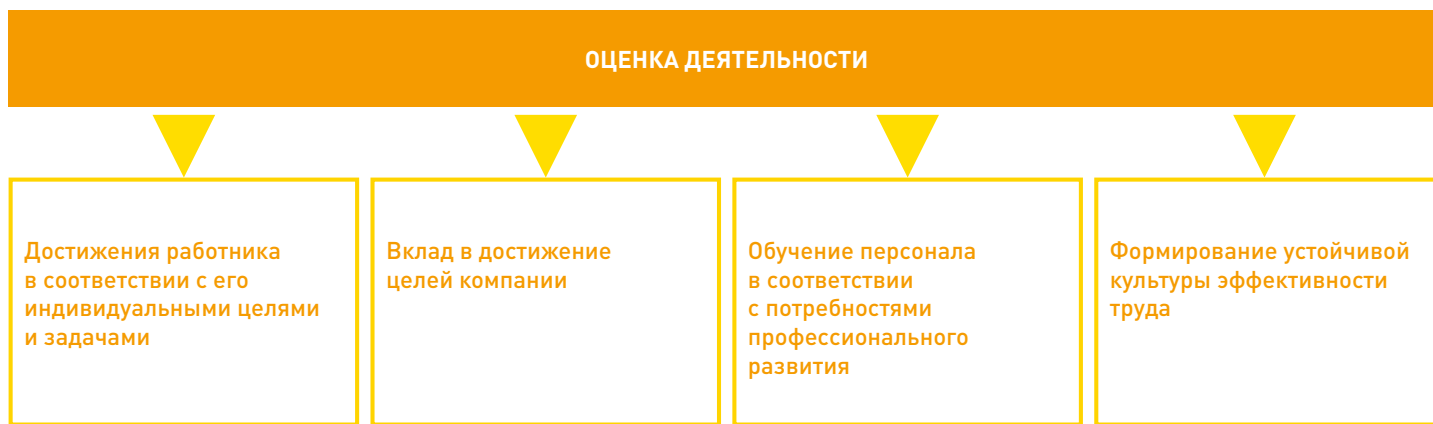 ОЦЕНКА ДЕЯТЕЛЬНОСТИ
Достижения работника
в соответствии с его
индивидуальными целями
и задачами
Вклад в достижение
целей компании
Обучение персонала
в соответствии
с потребностями
профессионального
развития
Формирование устойчивой
культуры эффективности
труда